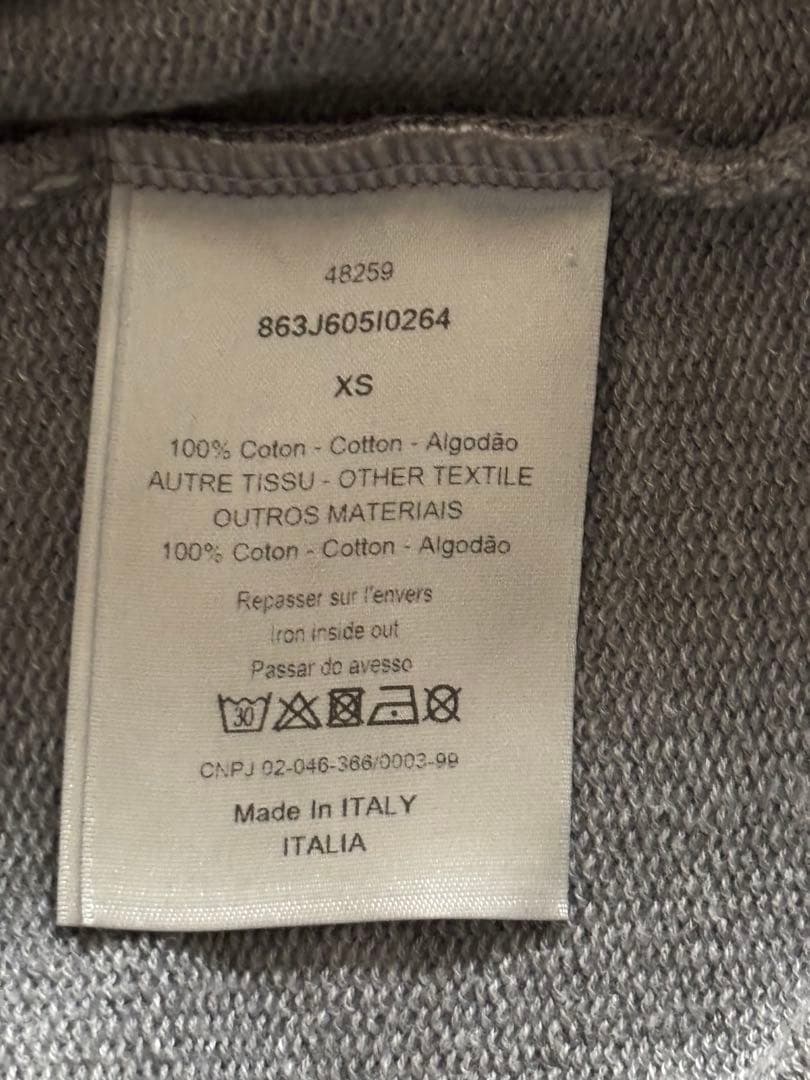 48259
863J605I0264
XS
100% Coton - Cotton - Algodão
AUTRE TISSU - OTHER TEXTILE
OUTROS MATERIAIS
100% Coton - Cotton - Algodão
Repasser sur l'envers
Iron inside out
Passar do avesso
30
CNPJ 02-046-366/0003-99
Made In ITALY
ITALIA